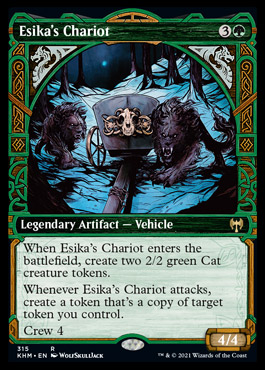 Esika's Chariot 3
Legendary Artifact — Vehicle
When Esika's Chariot enters the
battlefield, create two 2/2 green Cat
creature tokens.
Whenever Esika's Chariot attacks,
create a token that's a copy of target
token you control.
Crew 4
4/4
315 R
KHM • EN WolfSkullJack
™ & © 2021 Wizards of the Coast